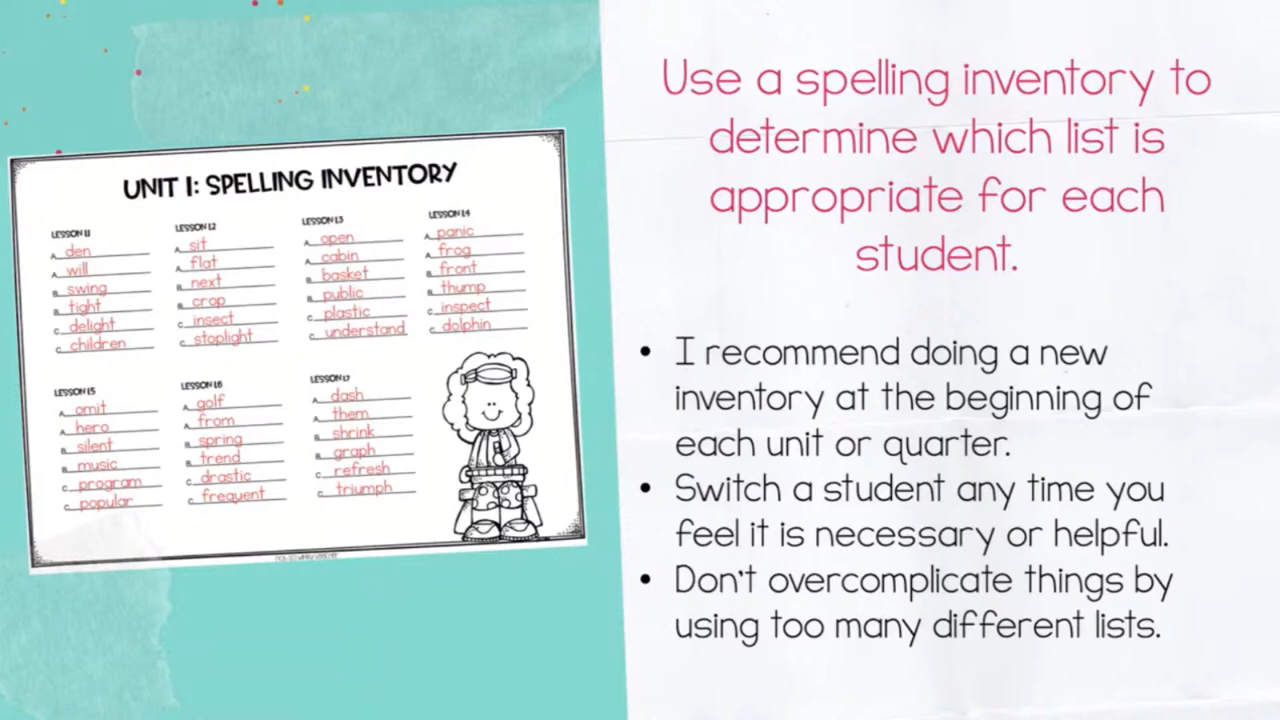 UNIT 1: SPELLING INVENTORY
LESSON 11
A. den
A. will
B. swing
B. tight
C. delight
C. children
LESSON 12
A. sit
A. flat
B. next
B. crop
C. insect
C. stoplight
LESSON 13
A. open
A. cabin
B. basket
B. public
C. plastic
C. understand
LESSON 14
A. panic
A. frog
B. front
B. thump
C. inspect
C. dolphin
LESSON 15
A. omit
A. hero
B. silent
B. music
C. program
C. popular
LESSON 16
A. golf
A. from
B. spring
B. trend
C. drastic
C. frequent
LESSON 17
A. dash
A. them
B. shrink
B. graph
C. refresh
C. triumph
Use a spelling inventory to
determine which list is
appropriate for each
student.
• I recommend doing a new
inventory at the beginning of
each unit or quarter.
• Switch a student any time you
feel it is necessary or helpful.
• Don't overcomplicate things by
using too many different lists.